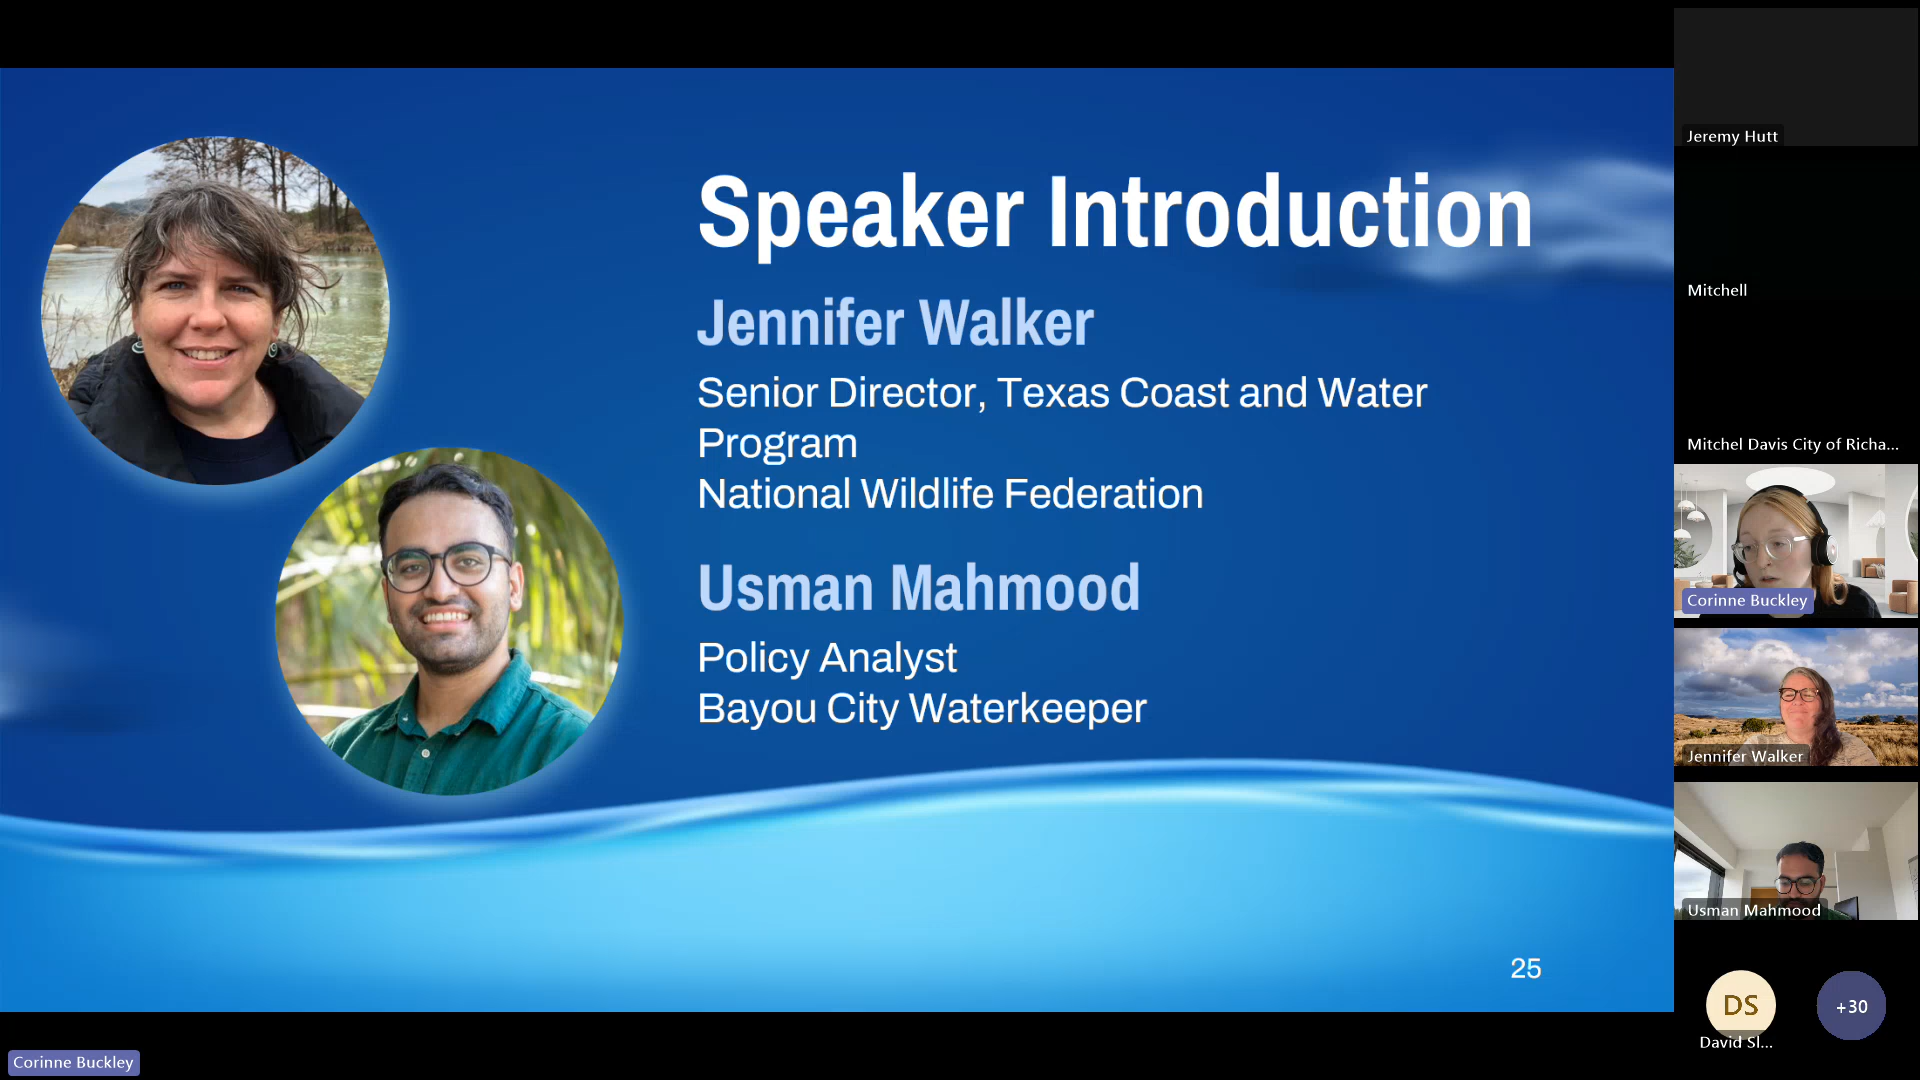 Speaker Introduction
Jennifer Walker
Senior Director, Texas Coast and Water
Program
National Wildlife Federation
Usman Mahmood
Policy Analyst
Bayou City Waterkeeper
25
Corinne Buckley
Jeremy Hutt
Mitchell
Mitchel Davis City of Richa...
Corinne Buckley
Jennifer Walker
Usman Mahmood
DS
+30
David Sl...